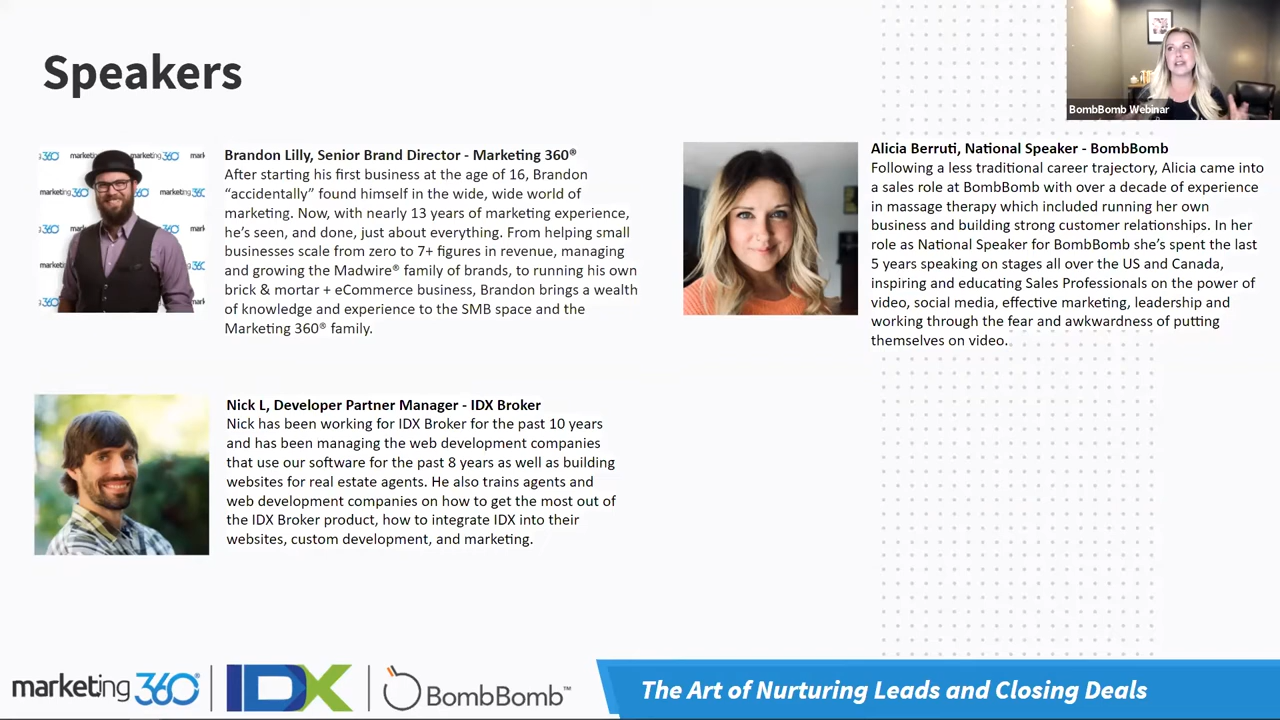 Speakers
BombBomb Webinar
Brandon Lilly, Senior Brand Director - Marketing 360®
After starting his first business at the age of 16, Brandon
“accidentally” found himself in the wide, wide world of
marketing. Now, with nearly 13 years of marketing experience,
he’s seen, and done, just about everything. From helping small
businesses scale from zero to 7+ figures in revenue, managing
and growing the Madwire® family of brands, to running his own
brick & mortar + eCommerce business, Brandon brings a wealth
of knowledge and experience to the SMB space and the
Marketing 360® family.
Alicia Berruti, National Speaker - BombBomb
Following a less traditional career trajectory, Alicia came into
a sales role at BombBomb with over a decade of experience
in massage therapy which included running her own
business and building strong customer relationships. In her
role as National Speaker for BombBomb she’s spent the last
5 years speaking on stages all over the US and Canada,
inspiring and educating Sales Professionals on the power of
video, social media, effective marketing, leadership and
working through the fear and awkwardness of putting
themselves on video.
Nick L, Developer Partner Manager - IDX Broker
Nick has been working for IDX Broker for the past 10 years
and has been managing the web development companies
that use our software for the past 8 years as well as building
websites for real estate agents. He also trains agents and
web development companies on how to get the most out of
the IDX Broker product, how to integrate IDX into their
websites, custom development, and marketing.
marketing 360®
IDX
BombBomb™
The Art of Nurturing Leads and Closing Deals